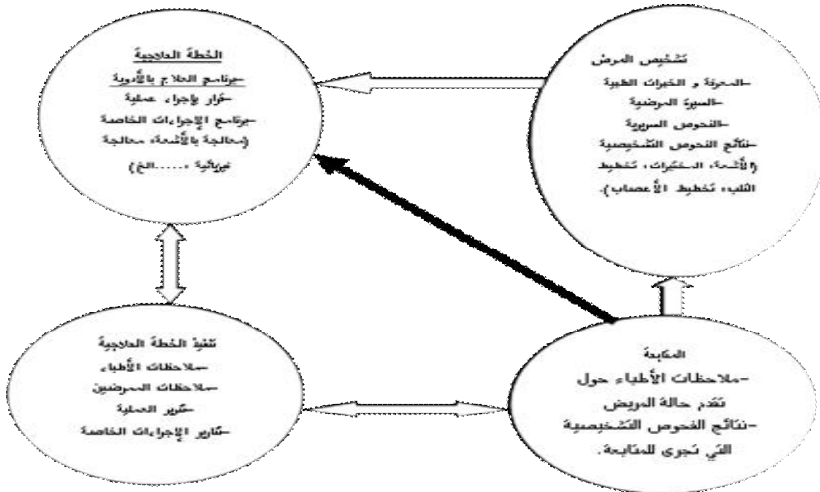 تشخيص المرض
-المعرفة و الخبرات الطبية
-السيرة المرضية
-الفحوص السريرية
-نتائج الفحوص التشخيصية
(الأشعة، المختبرات، تخطيط
القلب، تخطيط الأعصاب).
الخطة العلاجية
-برنامج العلاج بالأدوية
-قرار بإجراء عملية
-برنامج الإجراءات الخاصة
(معالجة بالأشعة، معالجة
فيزيائية ،.....الخ)
المتابعة
-ملاحظات الأطباء حول
تقدم حالة المريض
-نتائج الفحوص التشخيصية
التي تجرى للمتابعة.
تنفيذ الخطة العلاجية
-ملاحظات الأطباء
-ملاحظات الممرضين
-تقرير العملية
-تقارير الإجراءات الخاصة